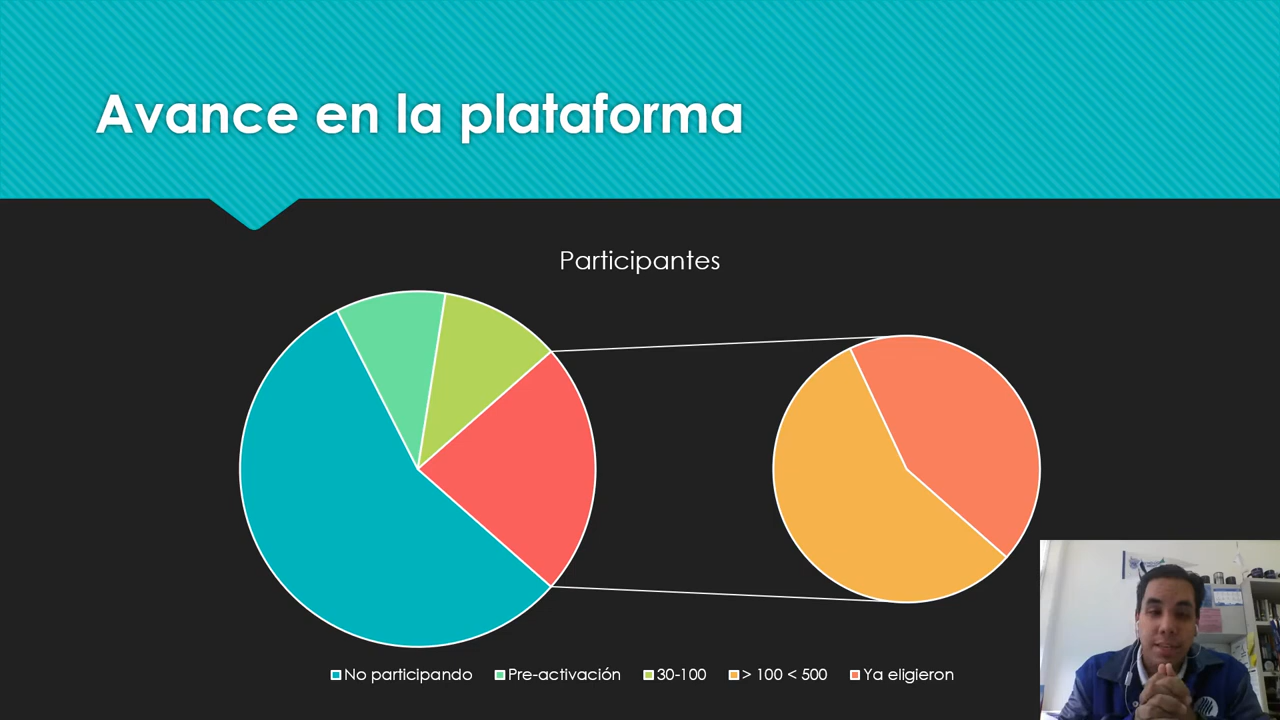 Avance en la plataforma
Participantes
No participando Pre-activación 30-100 > 100 < 500 Ya eligieron